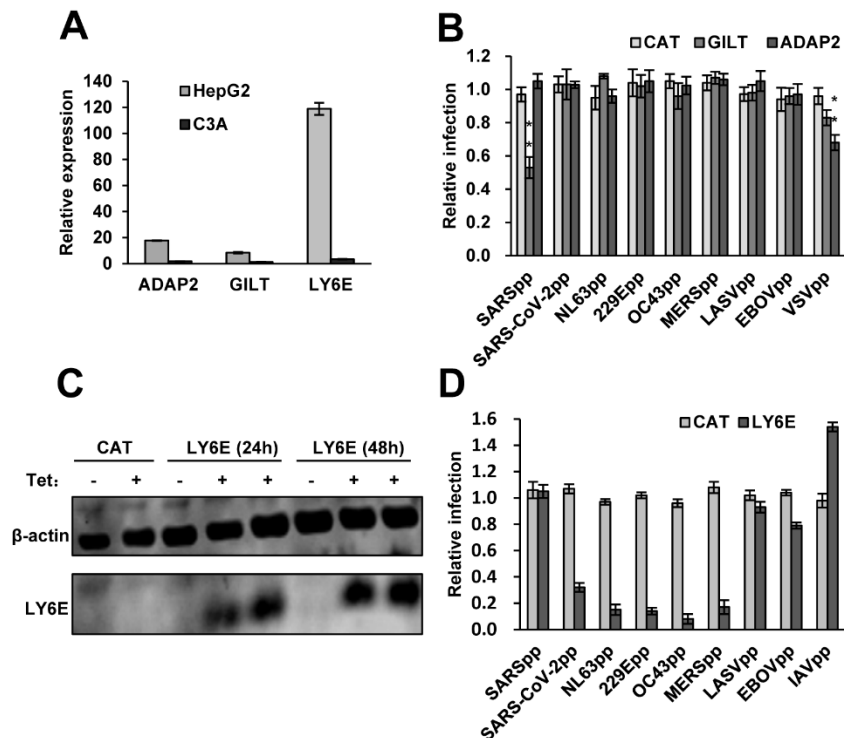 A
HepG2
C3A
Relative expression
140
120
100
80
60
40
20
0
ADAP2 GILT LY6E
B
CAT GILT ADAP2
Relative infection
1.2
1.0
0.8
0.6
0.4
0.2
0.0
* *
* *
SARSpp
SARS-CoV-2pp
NL63pp
229Epp
OC43pp
MERSpp
LASVpp
EBOVpp
VSVpp
C
CAT LY6E (24h) LY6E (48h)
Tet: - + - + + - + +
β-actin
LY6E
D
CAT LY6E
Relative infection
1.6
1.4
1.2
1.0
0.8
0.6
0.4
0.2
0.0
SARSpp
SARS-CoV-2pp
NL63pp
229Epp
OC43pp
MERSpp
LASVpp
EBOVpp
IAVpp